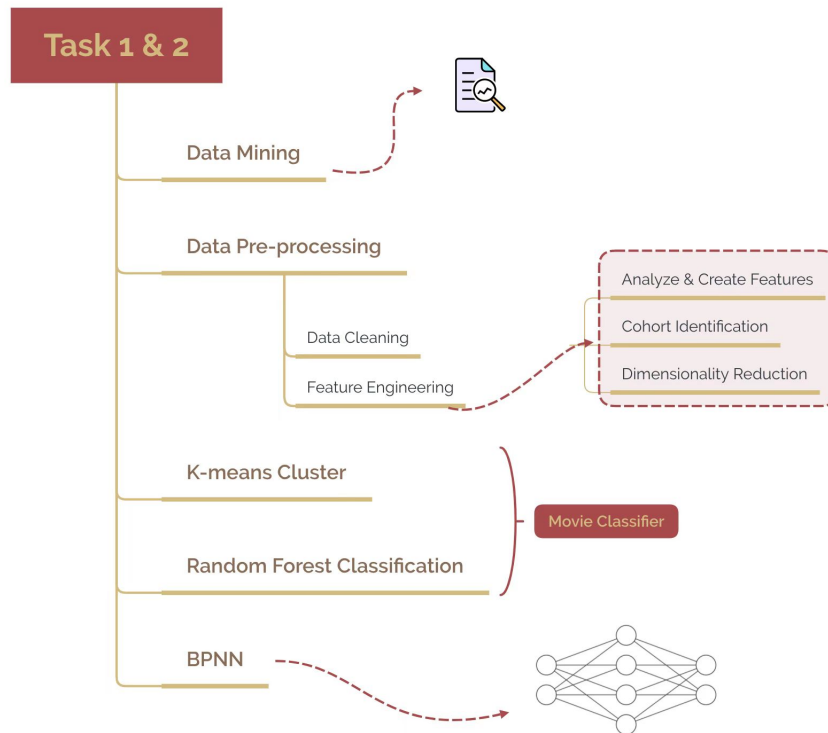 Task 1 & 2
Data Mining
Data Pre-processing
Data Cleaning
Feature Engineering
Analyze & Create Features
Cohort Identification
Dimensionality Reduction
K-means Cluster
Random Forest Classification
Movie Classifier
BPNN